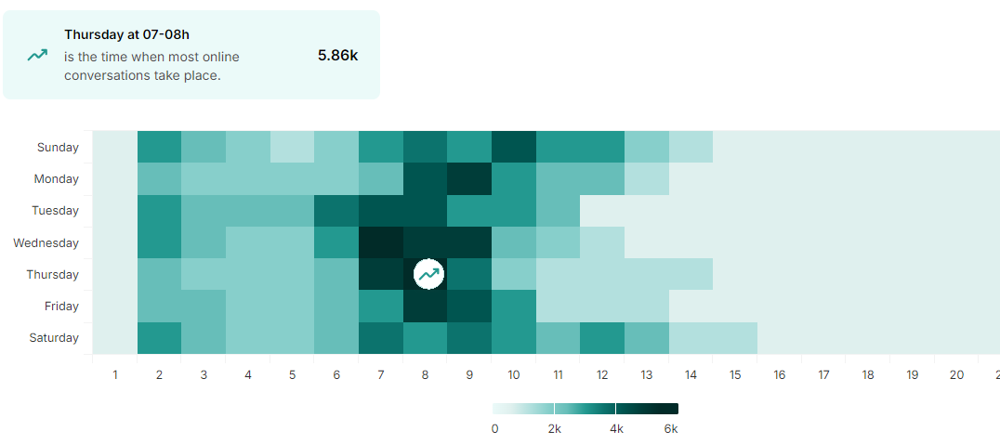 Thursday at 07-08h
is the time when most online
conversations take place.
5.86k
Sunday
Monday
Tuesday
Wednesday
Thursday
Friday
Saturday
1 2 3 4 5 6 7 8 9 10 11 12 13 14 15 16 17 18 19 20
0 2k 4k 6k